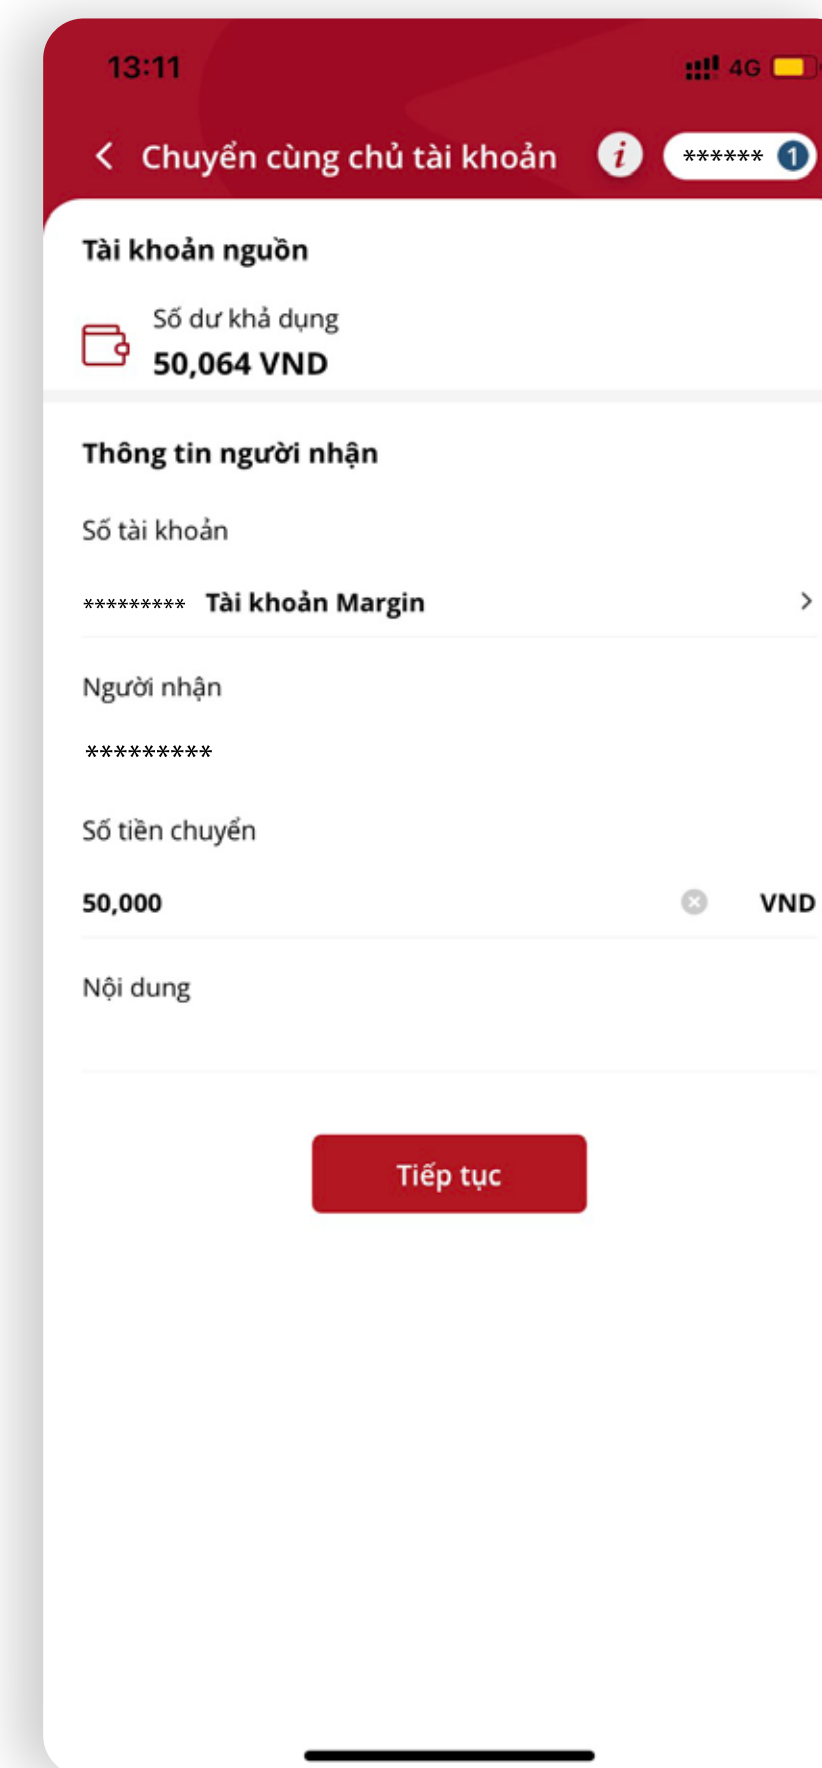 13:11 4G
Chuyển cùng chủ tài khoản i ****** 1
Tài khoản nguồn
Số dư khả dụng
50,064 VND
Thông tin người nhận
Số tài khoản
********* Tài khoản Margin
Người nhận
*********
Số tiền chuyển
50,000 VND
Nội dung
Tiếp tục